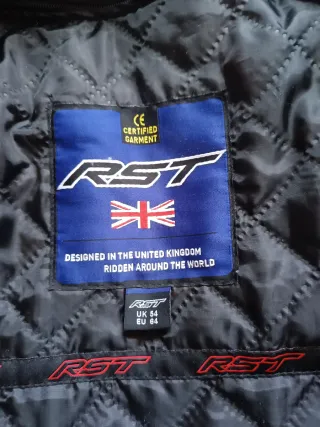 CE
CERTIFIED
GARMENT
RST
DESIGNED IN THE UNITED KINGDOM
RIDDEN AROUND THE WORLD
RST
UK 54
EU 64
RST RST